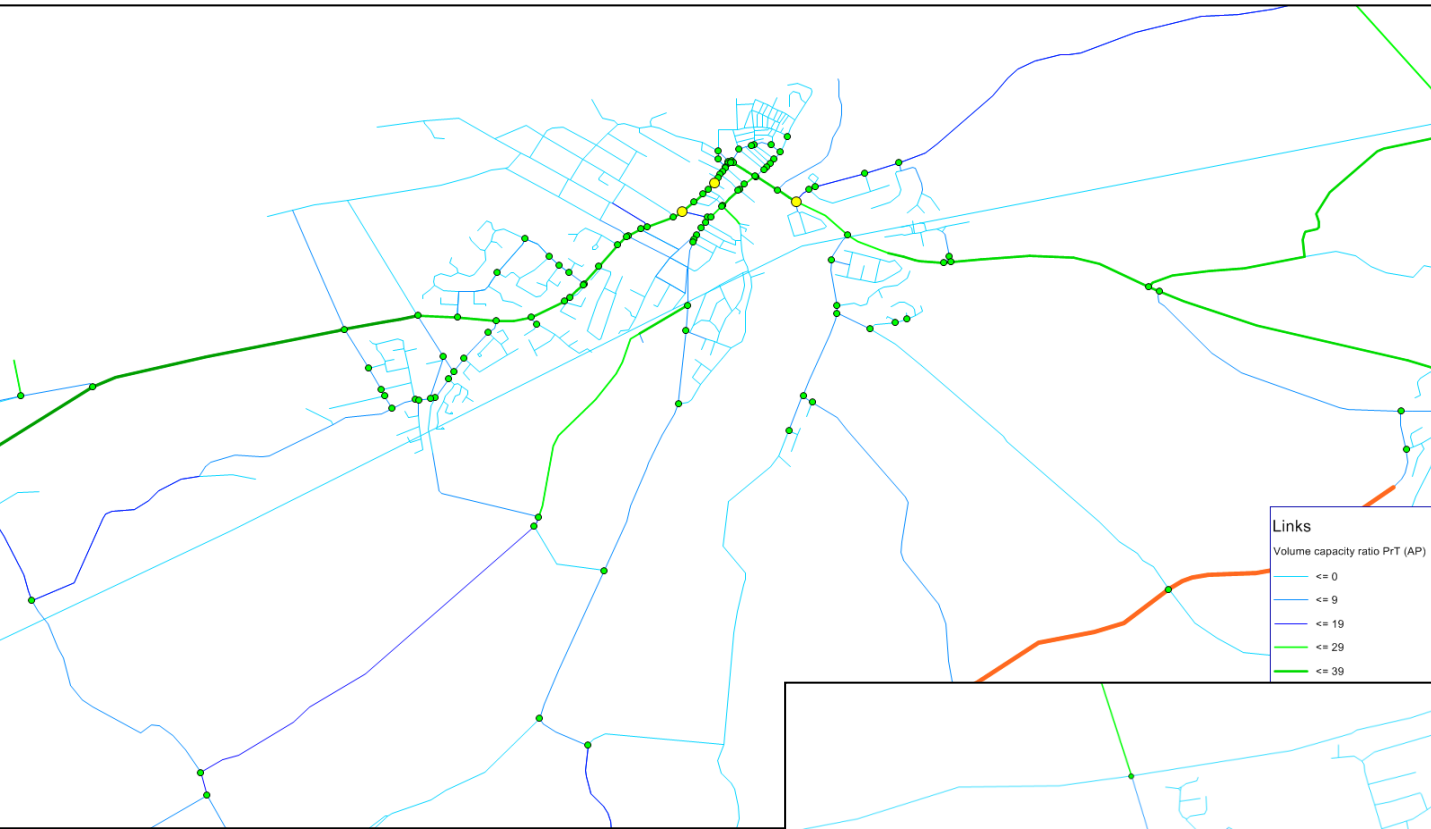 Links
Volume capacity ratio PrT (AP)
<= 0
<= 9
<= 19
<= 29
<= 39